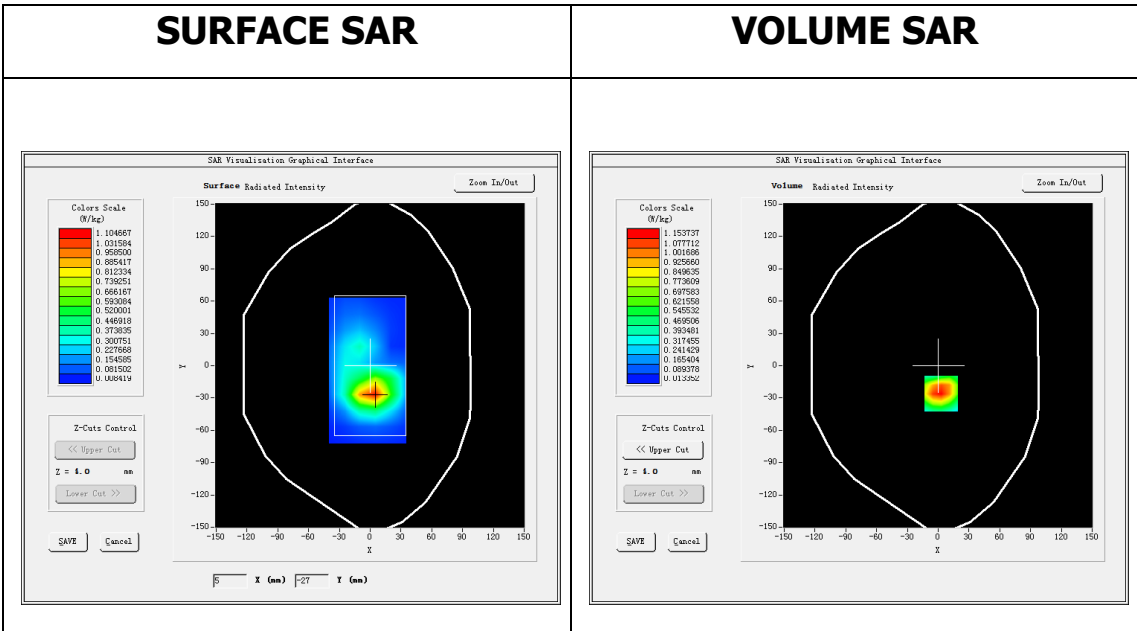 SURFACE SAR
VOLUME SAR
SAR Visualisation Graphical Interface
Surface Radiated Intensity
Zoom In/Out
Colors Scale
(W/kg)
1.104667
1.031584
0.958500
0.885417
0.812334
0.739251
0.666167
0.593084
0.520001
0.446918
0.373835
0.300751
0.227668
0.154585
0.081502
0.008419
150
120
90
60
30
0
-30
-60
-90
-120
-150
Y
-150 -120 -90 -60 -30 0 30 60 90 120 150
X
Z-Cuts Control
<< Upper Cut
Z = 4.0 mm
Lower Cut >>
SAVE Cancel
5 X (mm) -27 Y (mm)
SAR Visualisation Graphical Interface
Volume Radiated Intensity
Zoom In/Out
Colors Scale
(W/kg)
1.153737
1.077712
1.001686
0.925660
0.849635
0.773609
0.697583
0.621558
0.545532
0.469506
0.393481
0.317455
0.241429
0.165404
0.089378
0.013352
150
120
90
60
30
0
-30
-60
-90
-120
-150
Y
-150 -120 -90 -60 -30 0 30 60 90 120 150
X
Z-Cuts Control
<< Upper Cut
Z = 4.0 mm
Lower Cut >>
SAVE Cancel